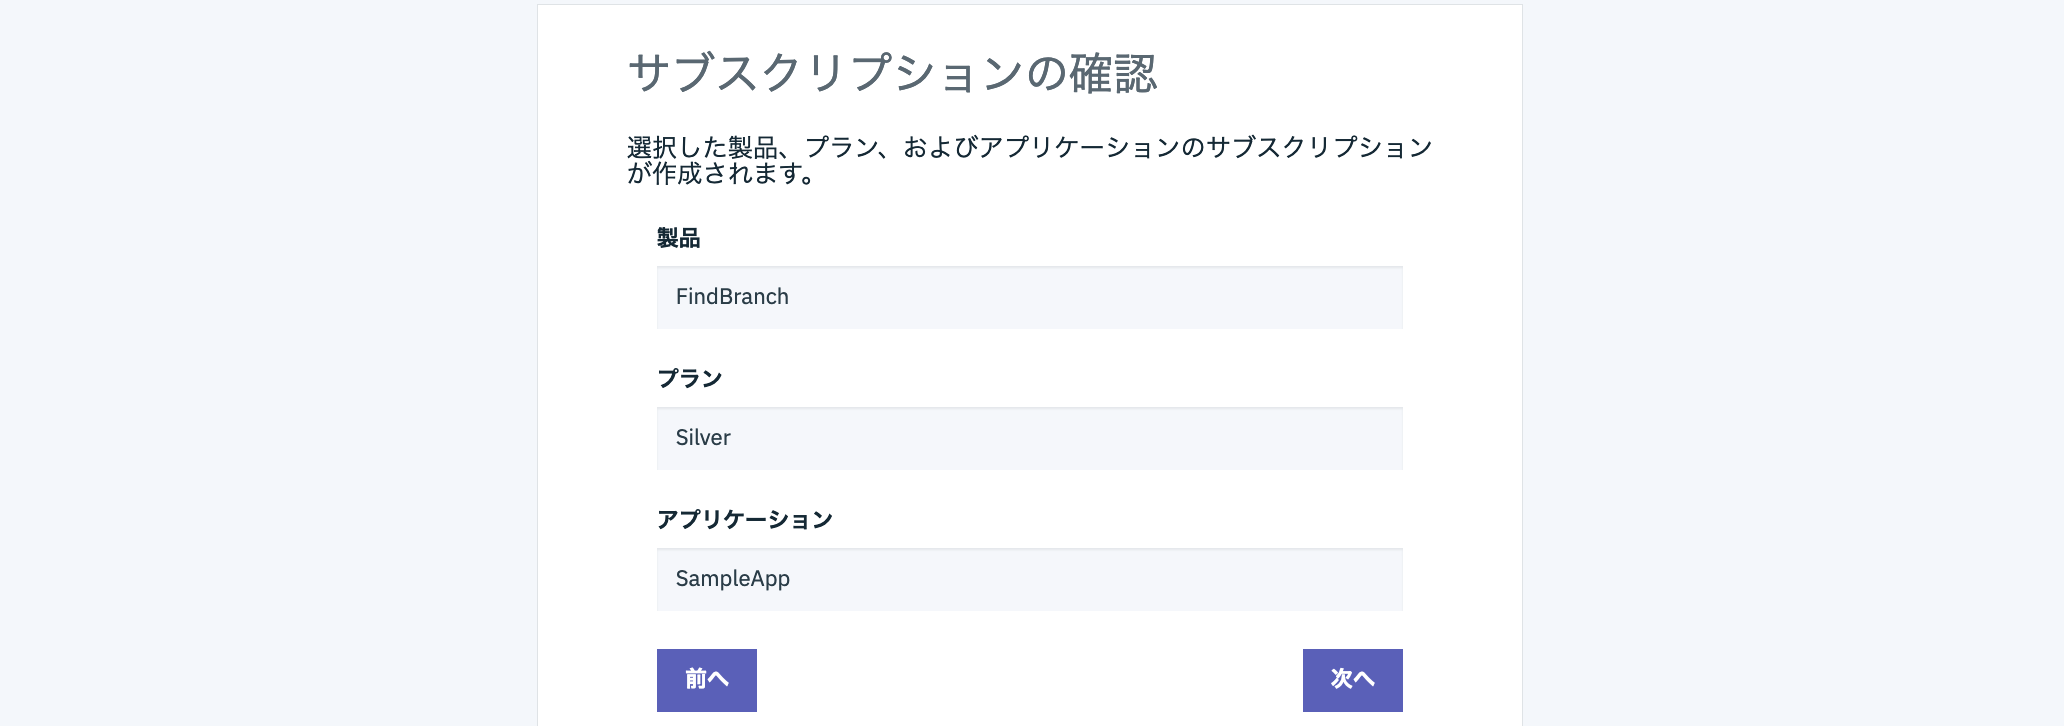 サブスクリプションの確認
選択した製品、プラン、およびアプリケーションのサブスクリプション
が作成されます。
製品
FindBranch
プラン
Silver
アプリケーション
SampleApp
前へ
次へ